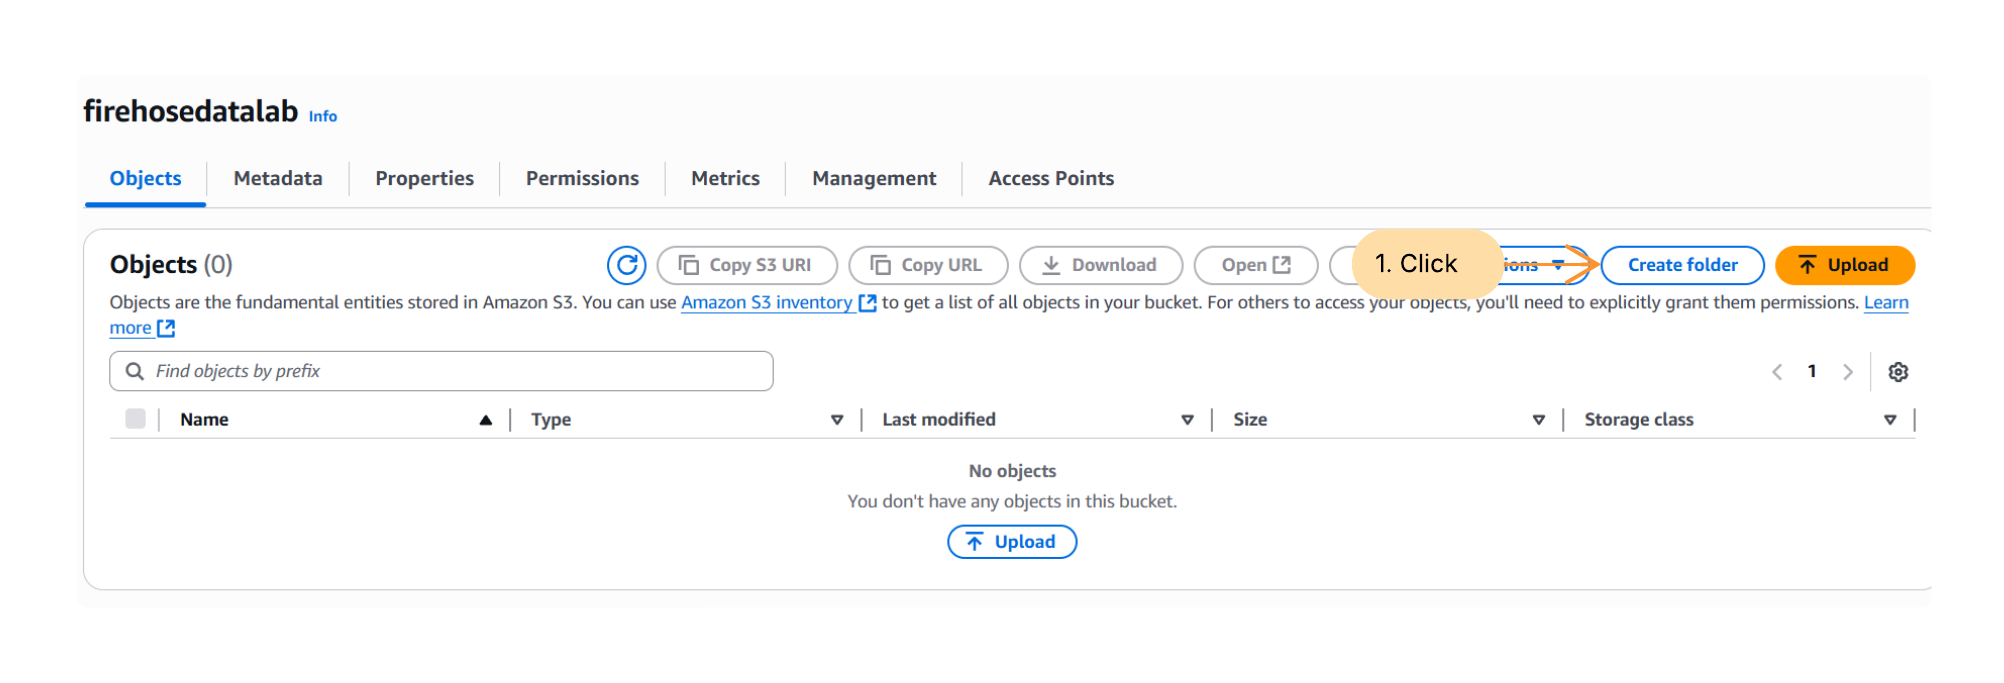 firehosedatalab Info
Objects Metadata Properties Permissions Metrics Management Access Points
Objects (0) Copy S3 URI Copy URL Download Open 1. Click Create folder Upload
Objects are the fundamental entities stored in Amazon S3. You can use Amazon S3 inventory to get a list of all objects in your bucket. For others to access your objects, you'll need to explicitly grant them permissions. Learn
more
Find objects by prefix 1
Name Type Last modified Size Storage class
No objects
You don't have any objects in this bucket.
Upload